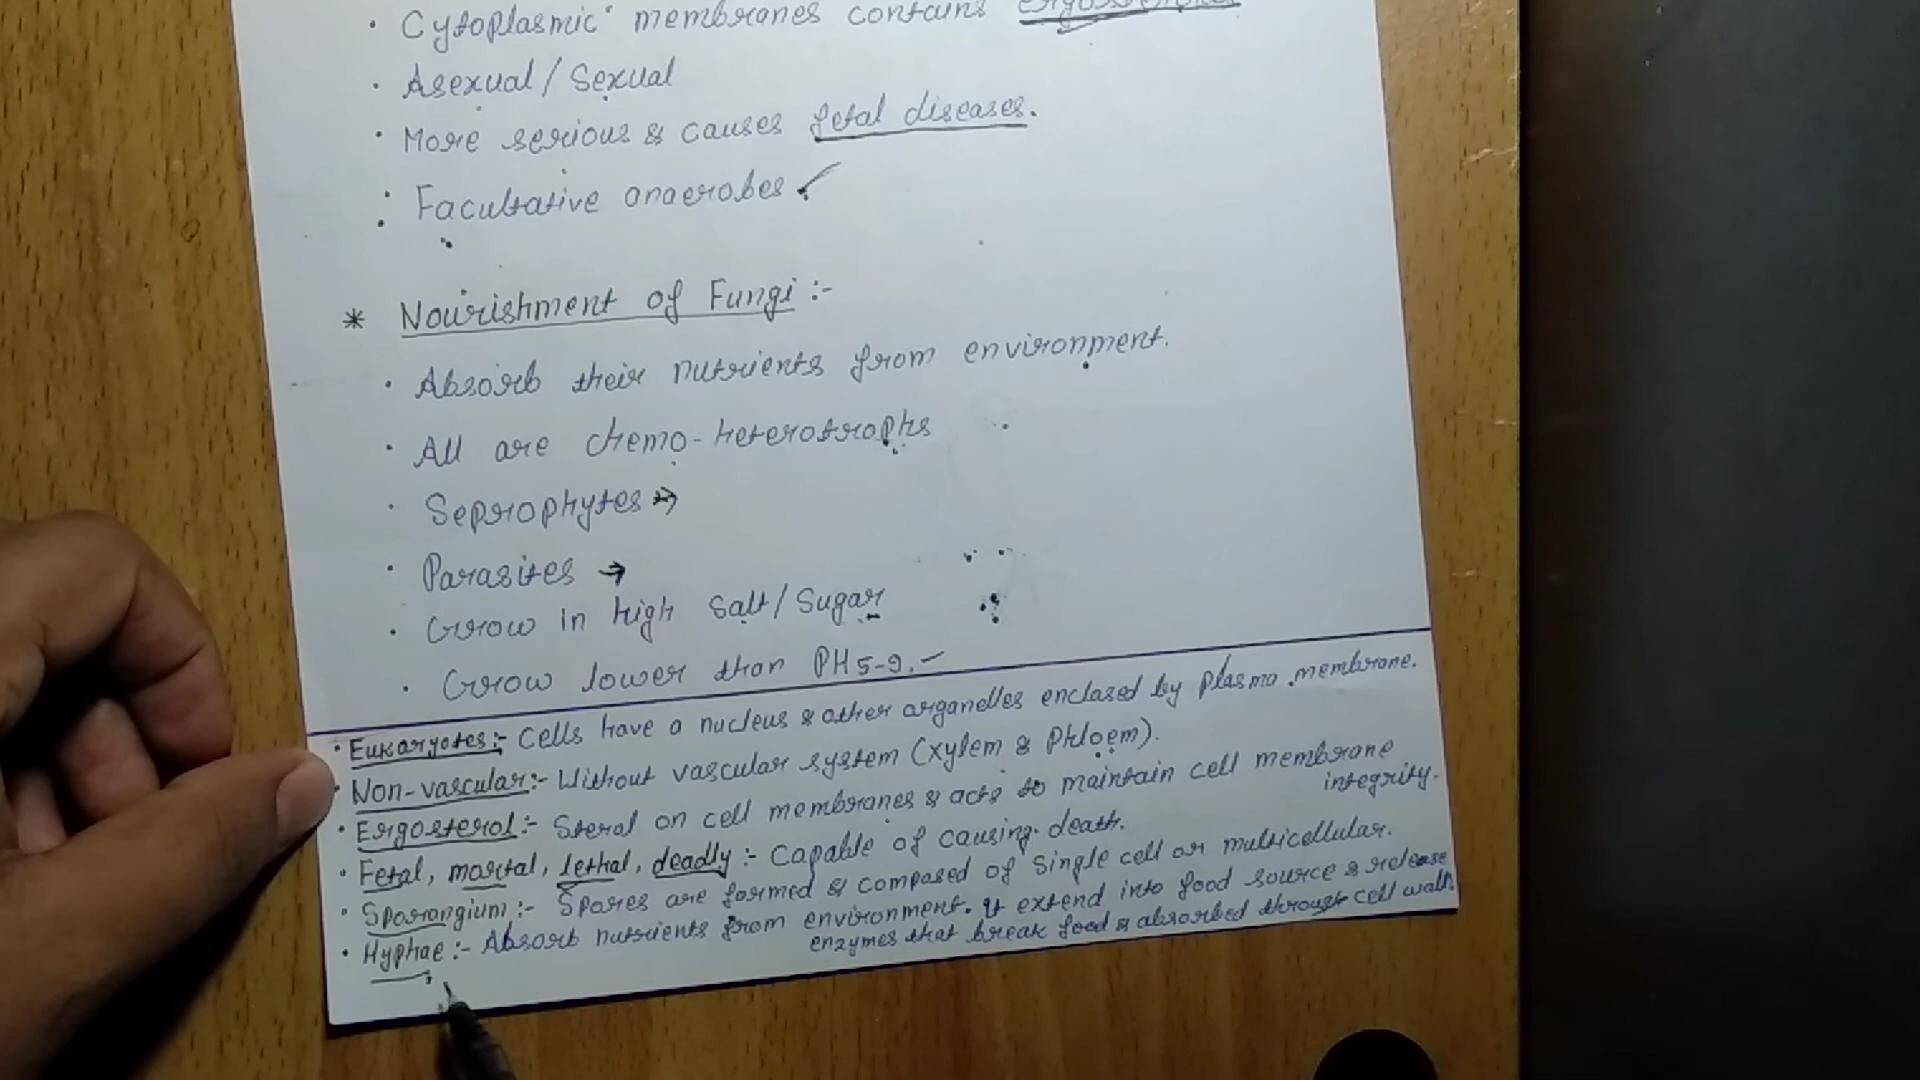 · Cytoplasmic membranes contains ergosterol
· Asexual / Sexual
· More serious & causes fetal diseases.
· Facultative anaerobes ✓
* Nourishment of Fungi :-
· Absorb their nutrients from environment.
· All are chemo-heterotrophs
· Seprophytes →
· Parasites →
· Grow in high Salt / Sugar
· Grow lower than PH 5-9.
· Eukaryotes:- Cells have a nucleus & other organelles enclased by plasma membrane.
· Non-vascular:- Without vascular system (Xylem & Phloem).
· Ergosterol:- Sterol on cell membranes & acts to maintain cell membrane integrity.
· Fetal, mortal, lethal, deadly :- Capable of causing death.
· Sporangium :- Spores are formed & composed of Single cell or multicellular.
· Hyphae :- Absorb nutrients from environment. It extend into food source & release
enzymes that break food & absorbed through cell wall.